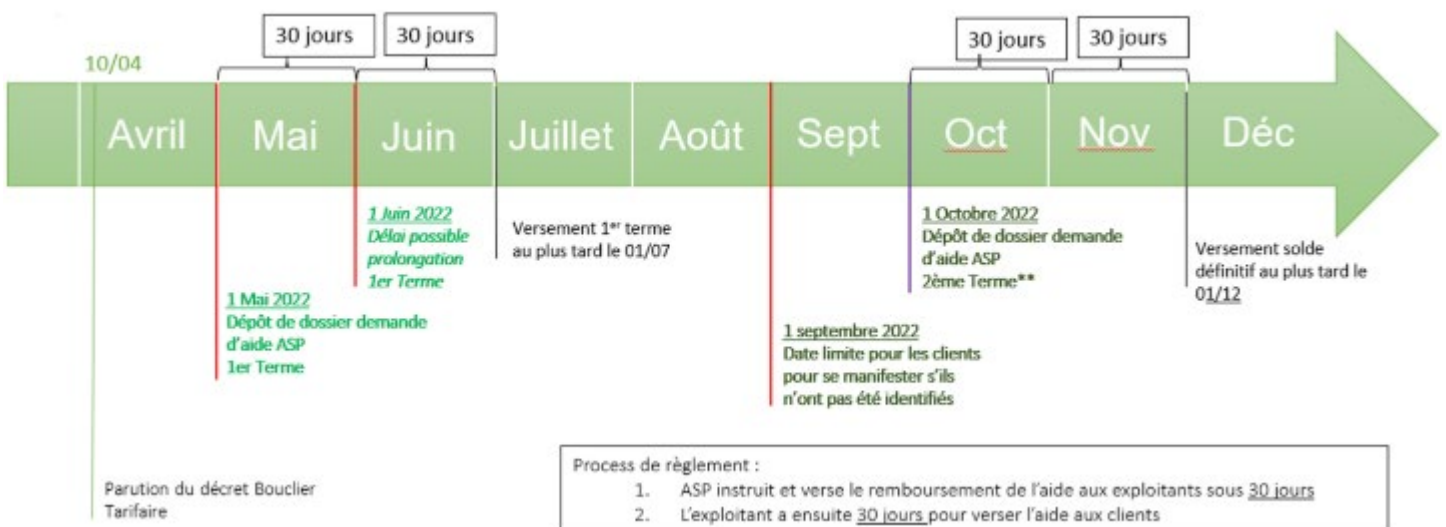 30 jours
30 jours
30 jours
30 jours
10/04
Avril
Mai
Juin
Juillet
Août
Sept
Oct
Nov
Déc
1 Juin 2022
Délai possible
prolongation
1er Terme
Versement 1er terme
au plus tard le 01/07
1 Octobre 2022
Dépôt de dossier demande
d'aide ASP
2ème Terme**
Versement solde
définitif au plus tard le
01/12
1 Mai 2022
Dépôt de dossier demande
d'aide ASP
1er Terme
1 septembre 2022
Date limite pour les clients
pour se manifester s'ils
n'ont pas été identifiés
Parution du décret Bouclier
Tarifaire
Process de règlement :
1. ASP instruit et verse le remboursement de l'aide aux exploitants sous 30 jours
2. L'exploitant a ensuite 30 jours pour verser l'aide aux clients